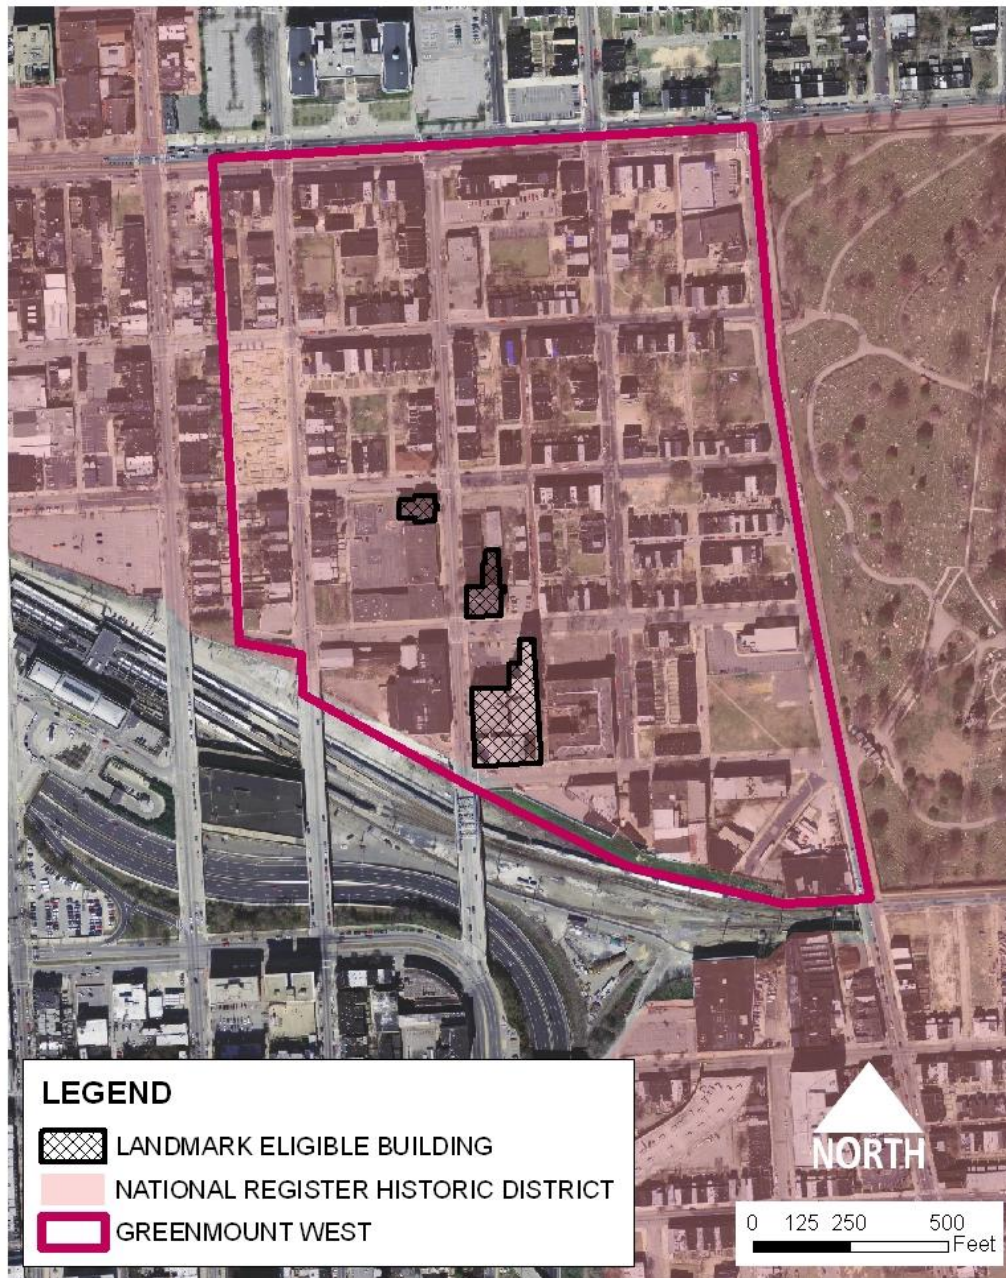 LEGEND
LANDMARK ELIGIBLE BUILDING
NATIONAL REGISTER HISTORIC DISTRICT
GREENMOUNT WEST
NORTH
0 125 250 500
Feet